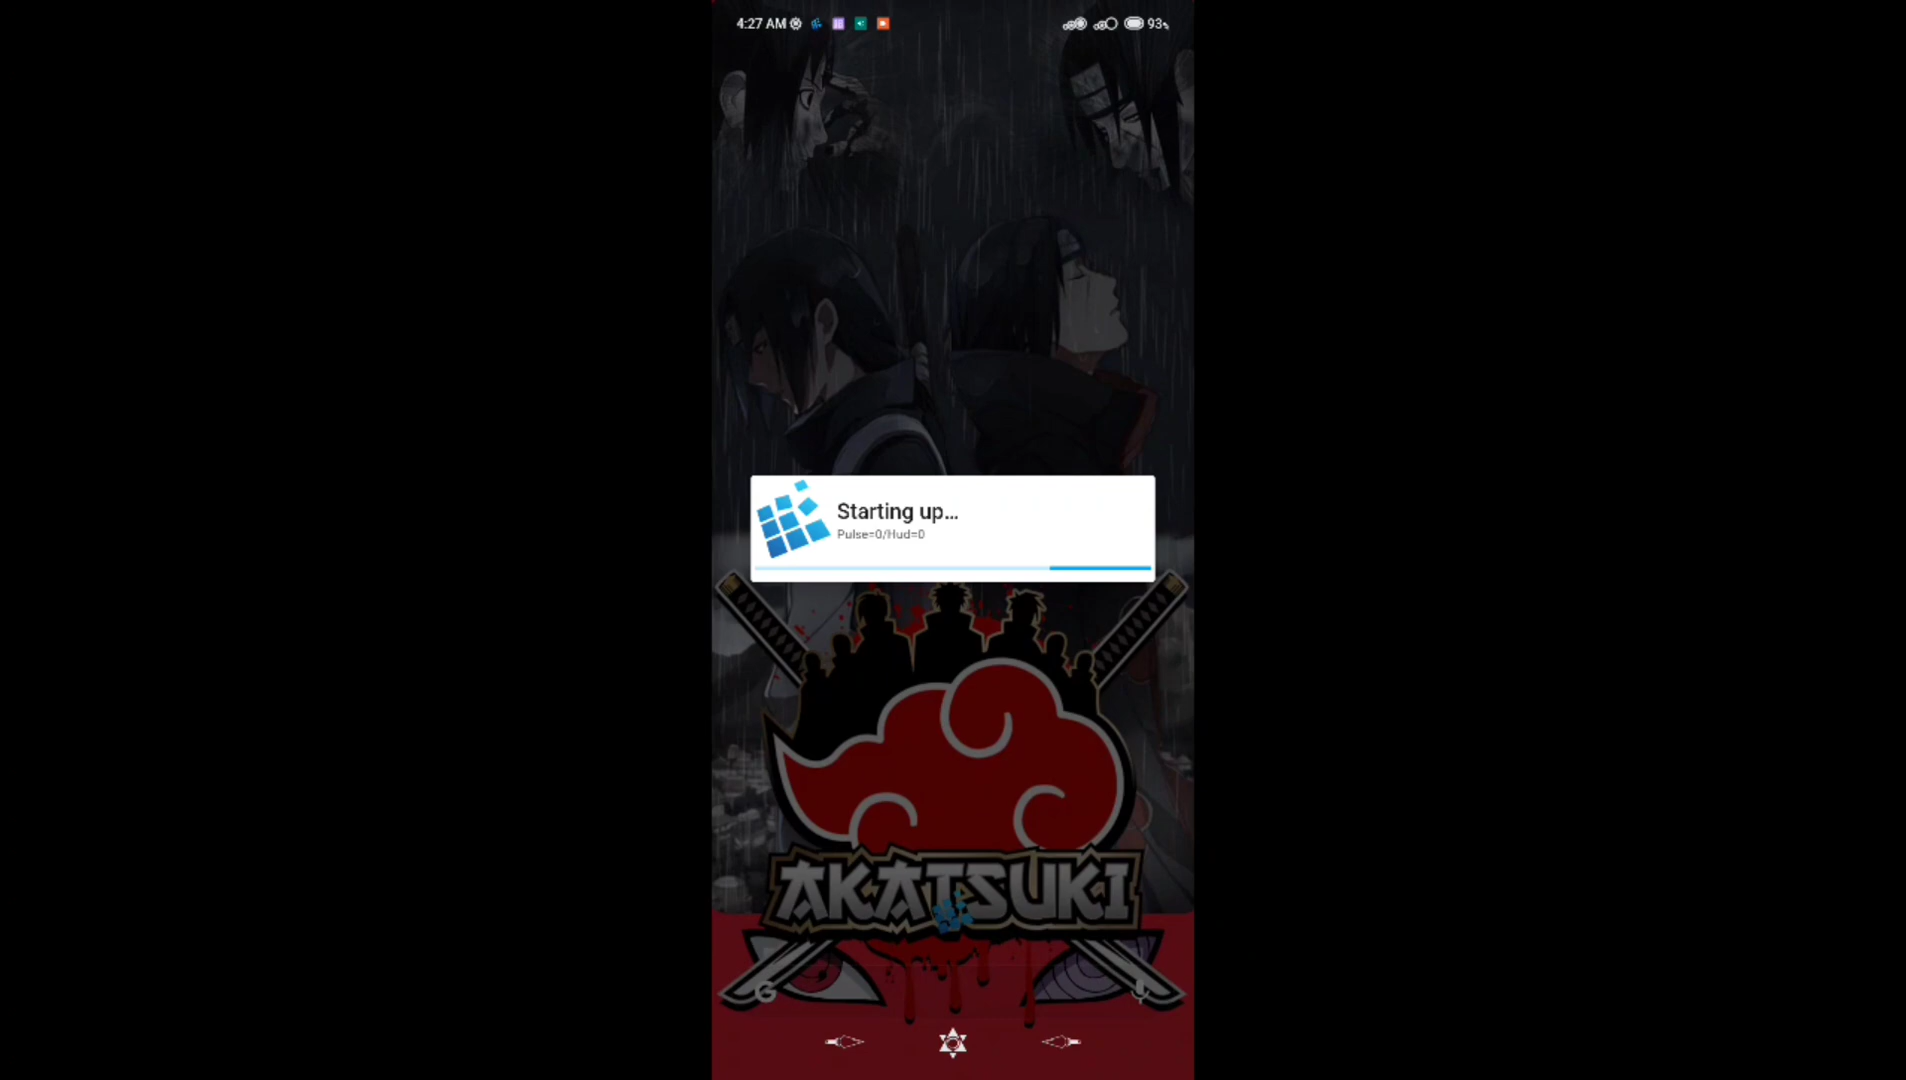 4:27 AM
93%
Starting up...
Pulse=0/Hud=0
AKATSUKI
G